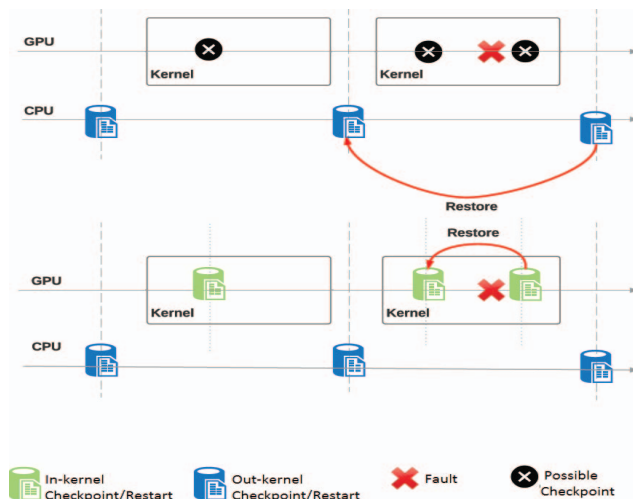 GPU
Kernel
Kernel
CPU
Restore
Restore
GPU
Kernel
Kernel
CPU
In-kernel
Checkpoint/Restart
Out-kernel
Checkpoint/Restart
Fault
Possible
Checkpoint